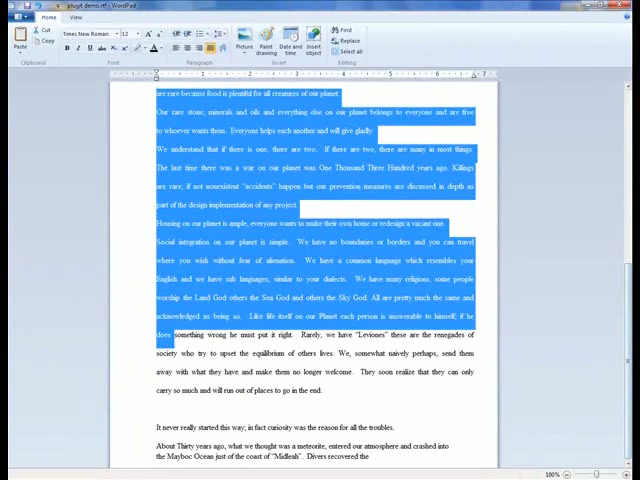 plugit demo.rtf - WordPad
Home View
Paste
Cut
Copy
Times New Roman 12
Picture
Paint drawing
Date and time
Insert object
Find
Replace
Select all
Clipboard Font Paragraph Insert Editing
1 2 3 4 5 6 7
are rare because food is plentiful for all creatures of our planet.
Our rare stone, minerals and oils and everything else on our planet belongs to everyone and are free
to whoever wants them. Everyone helps each another and will give gladly.
We understand that if there is one, there are two. If there are two, there are many in most things.
The last time there was a war on our planet was One Thousand Three Hundred years ago. Killings
are rare; if not nonexistent "accidents" happen but our prevention measures are discussed in depth as
part of the design implementation of any project.
Housing on our planet is ample, everyone wants to make their own home or redesign a vacant one.
Social integration on our planet is simple. We have no boundaries or borders and you can travel
where you wish without fear of alienation. We have a common language which resembles your
English and we have sub languages, similar to your dialects. We have many religions, some people
worship the Land God others the Sea God and others the Sky God. All are pretty much the same and
acknowledged as being so. Like life itself on our Planet each person is answerable to himself; if he
does something wrong he must put it right. Rarely, we have "Leviones" these are the renegades of
society who try to upset the equilibrium of others lives. We, somewhat naively perhaps, send them
away with what they have and make them no longer welcome. They soon realize that they can only
carry so much and will run out of places to go in the end.
It never really started this way; in fact curiosity was the reason for all the troubles.
About Thirty years ago, what we thought was a meteorite, entered our atmosphere and crashed into
the Mayboc Ocean just of the coast of "Midleah". Divers recovered the
100%